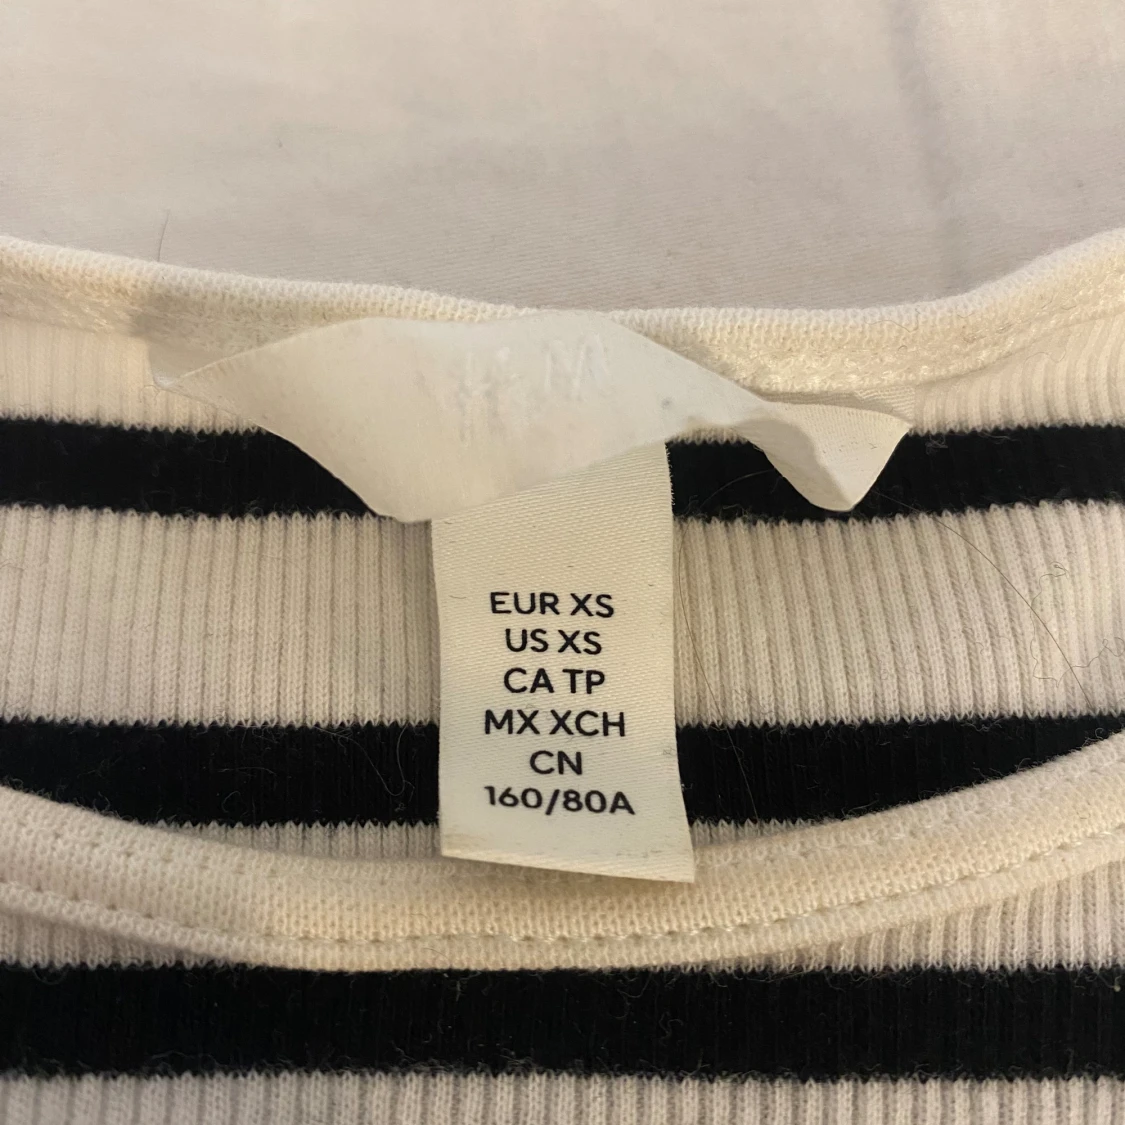 H&M
EUR XS
US XS
CA TP
MX XCH
CN
160/80A